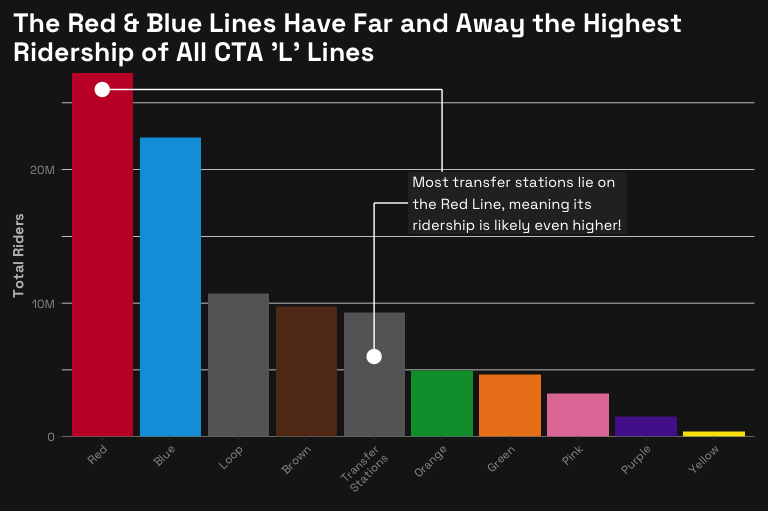 The Red & Blue Lines Have Far and Away the Highest
Ridership of All CTA 'L' Lines
Most transfer stations lie on
the Red Line, meaning its
ridership is likely even higher!
Total Riders
20M
10M
0
Red
Blue
Loop
Brown
Transfer
Stations
Orange
Green
Pink
Purple
Yellow